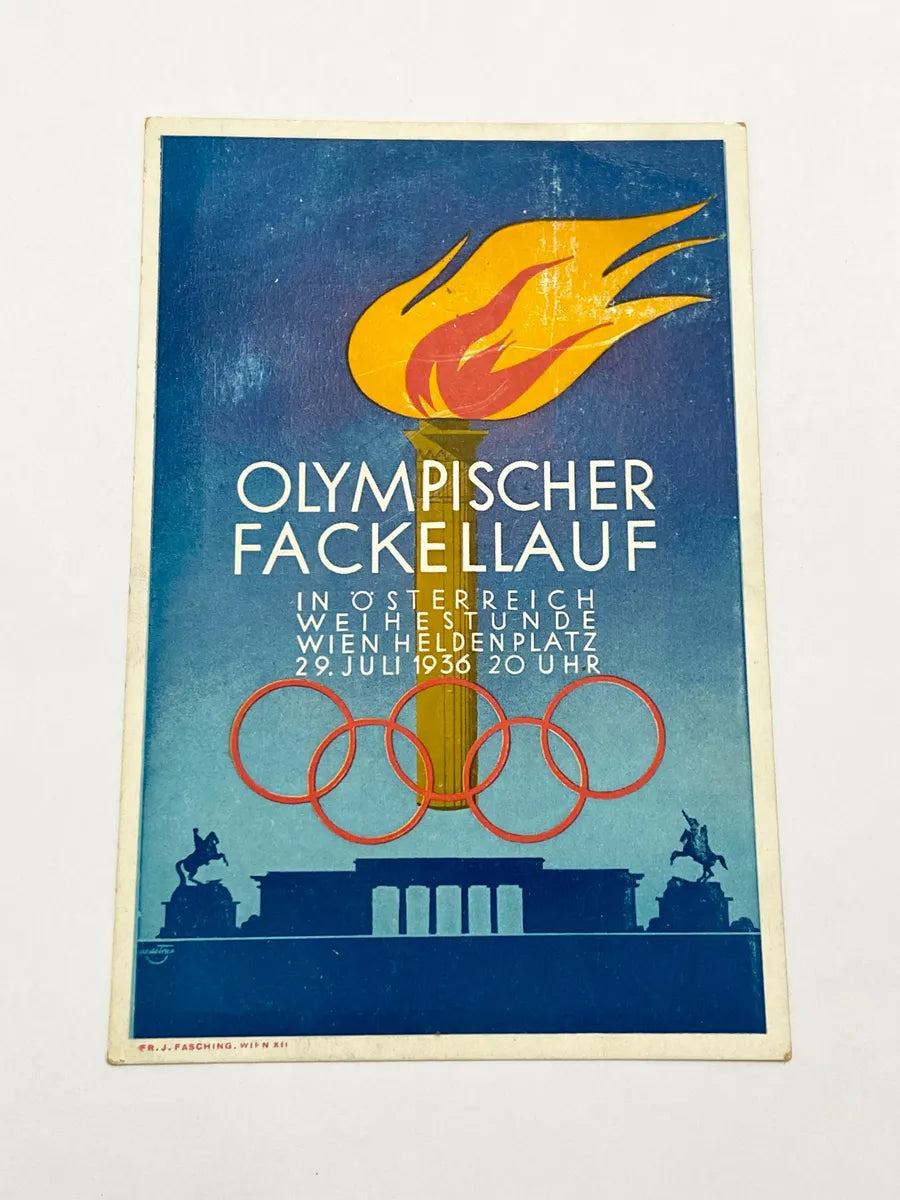 OLYMPISCHER
FACKELLAUF
IN ÖSTERREICH
WEIHESTUNDE
WIEN HELDENPLATZ
29. JULI 1936 20 UHR
FR. J. FASCHING. WIEN XII